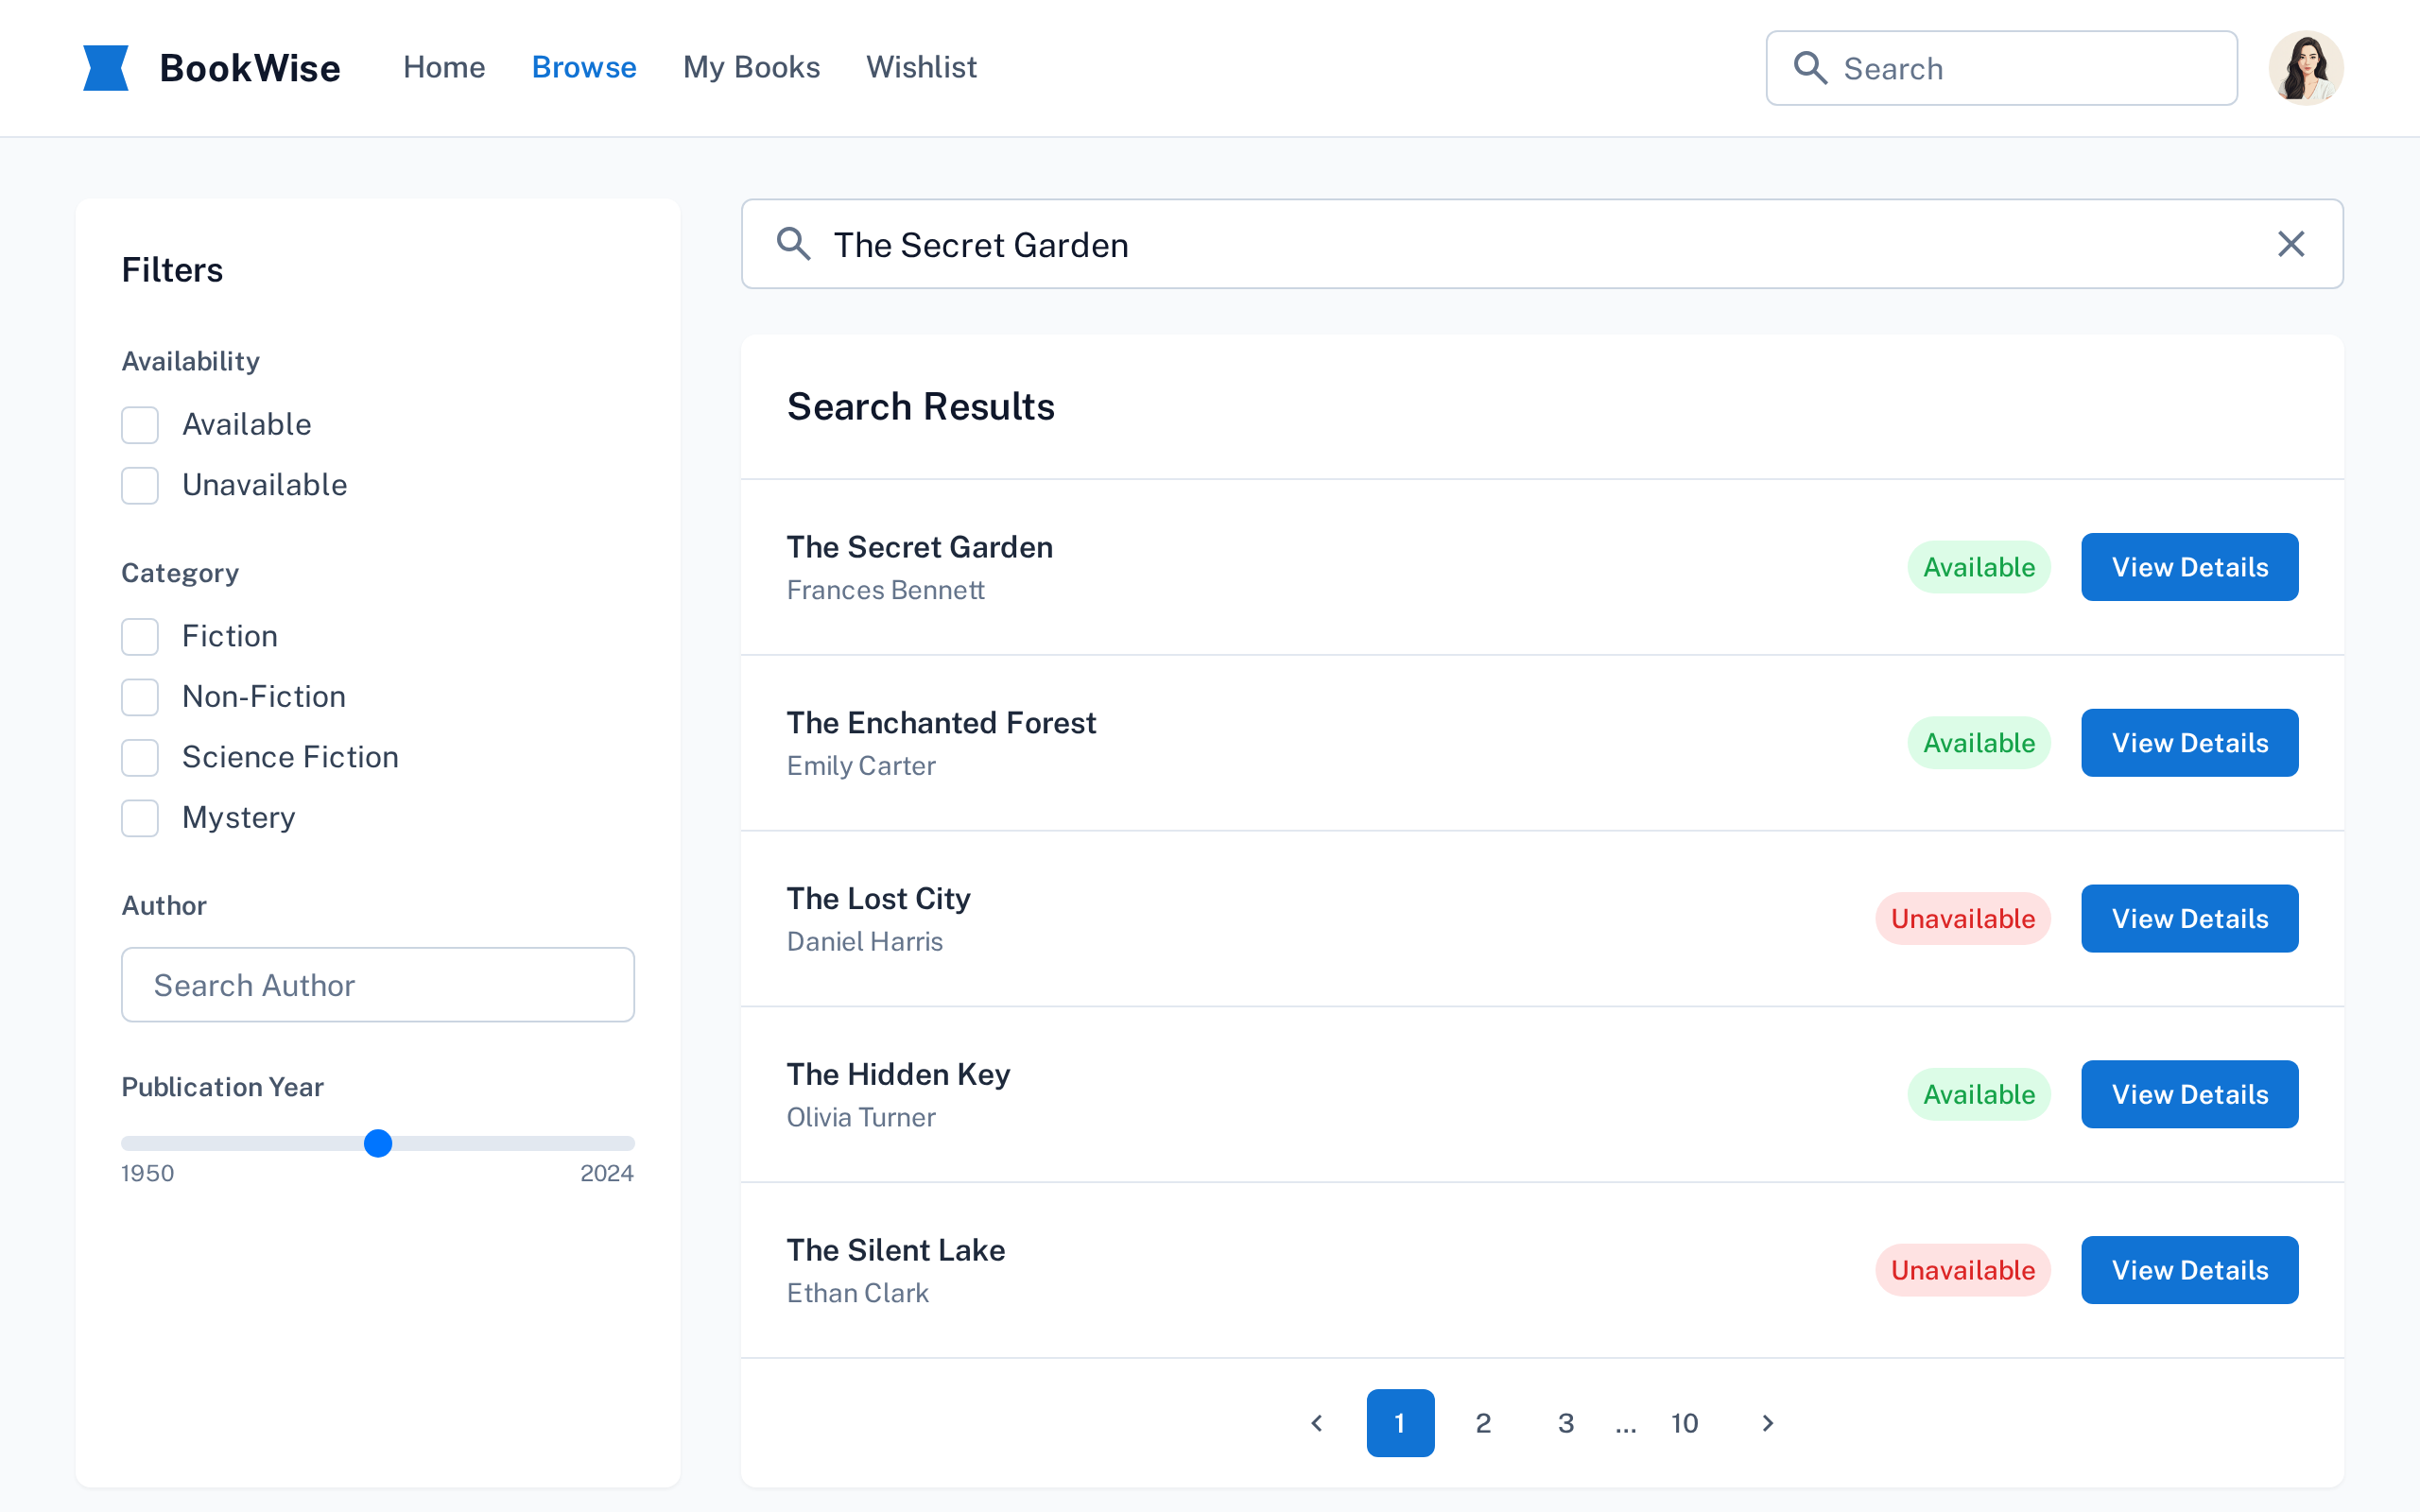 BookWise
Home
Browse
My Books
Wishlist
Search
Filters
Availability
Available
Unavailable
Category
Fiction
Non-Fiction
Science Fiction
Mystery
Author
Search Author
Publication Year
1950
2024
The Secret Garden
Search Results
The Secret Garden
Frances Bennett
Available
View Details
The Enchanted Forest
Emily Carter
Available
View Details
The Lost City
Daniel Harris
Unavailable
View Details
The Hidden Key
Olivia Turner
Available
View Details
The Silent Lake
Ethan Clark
Unavailable
View Details
1 2 3 ... 10